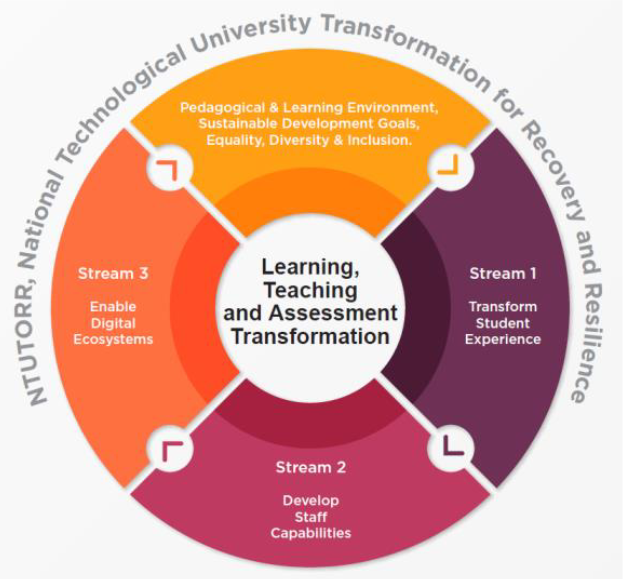 NTUTORR, National Technological University Transformation for Recovery and Resilience
Pedagogical & Learning Environment,
Sustainable Development Goals,
Equality, Diversity & Inclusion.
Stream 3
Enable
Digital
Ecosystems
Learning,
Teaching
and Assessment
Transformation
Stream 1
Transform
Student
Experience
Stream 2
Develop
Staff
Capabilities